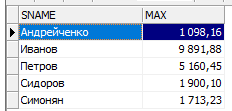 SNAME MAX
Андрейченко 1 098,16
Иванов 9 891,88
Петров 5 160,45
Сидоров 1 900,10
Симонян 1 713,23